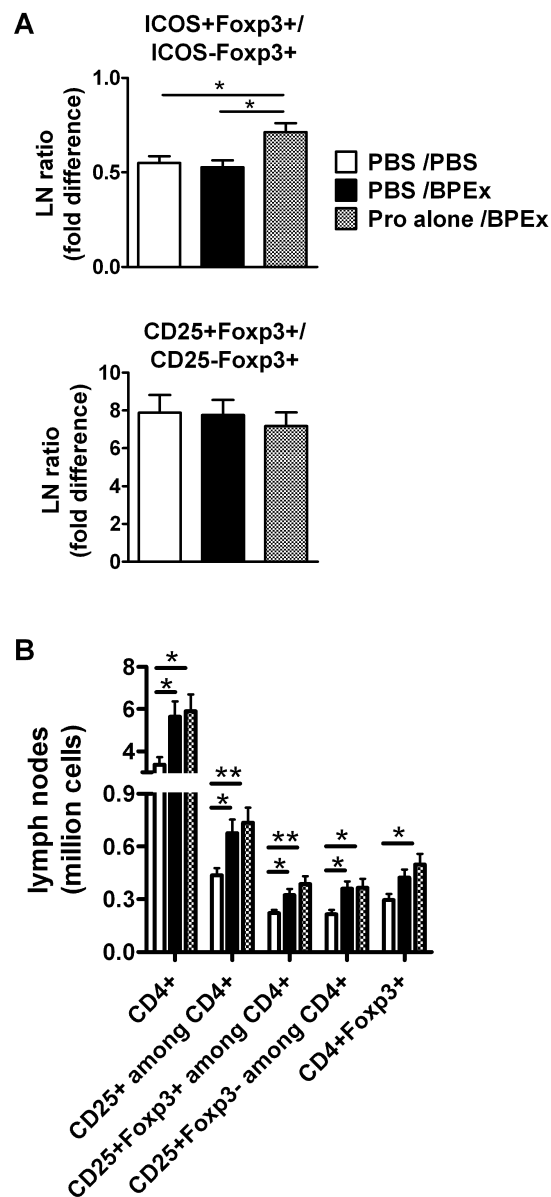 A
ICOS+Foxp3+/
ICOS-Foxp3+
LN ratio
(fold difference)
1.0
0.5
0.0
*
*
PBS /PBS
PBS /BPEx
Pro alone /BPEx
CD25+Foxp3+/
CD25-Foxp3+
LN ratio
(fold difference)
10
8
6
4
2
0
B
lymph nodes
(million cells)
8
6
4
0.9
0.6
0.3
0.0
*
*
**
*
**
*
*
*
*
CD4+
CD25+ among CD4+
CD25+Foxp3+ among CD4+
CD25+Foxp3- among CD4+
CD4+Foxp3+